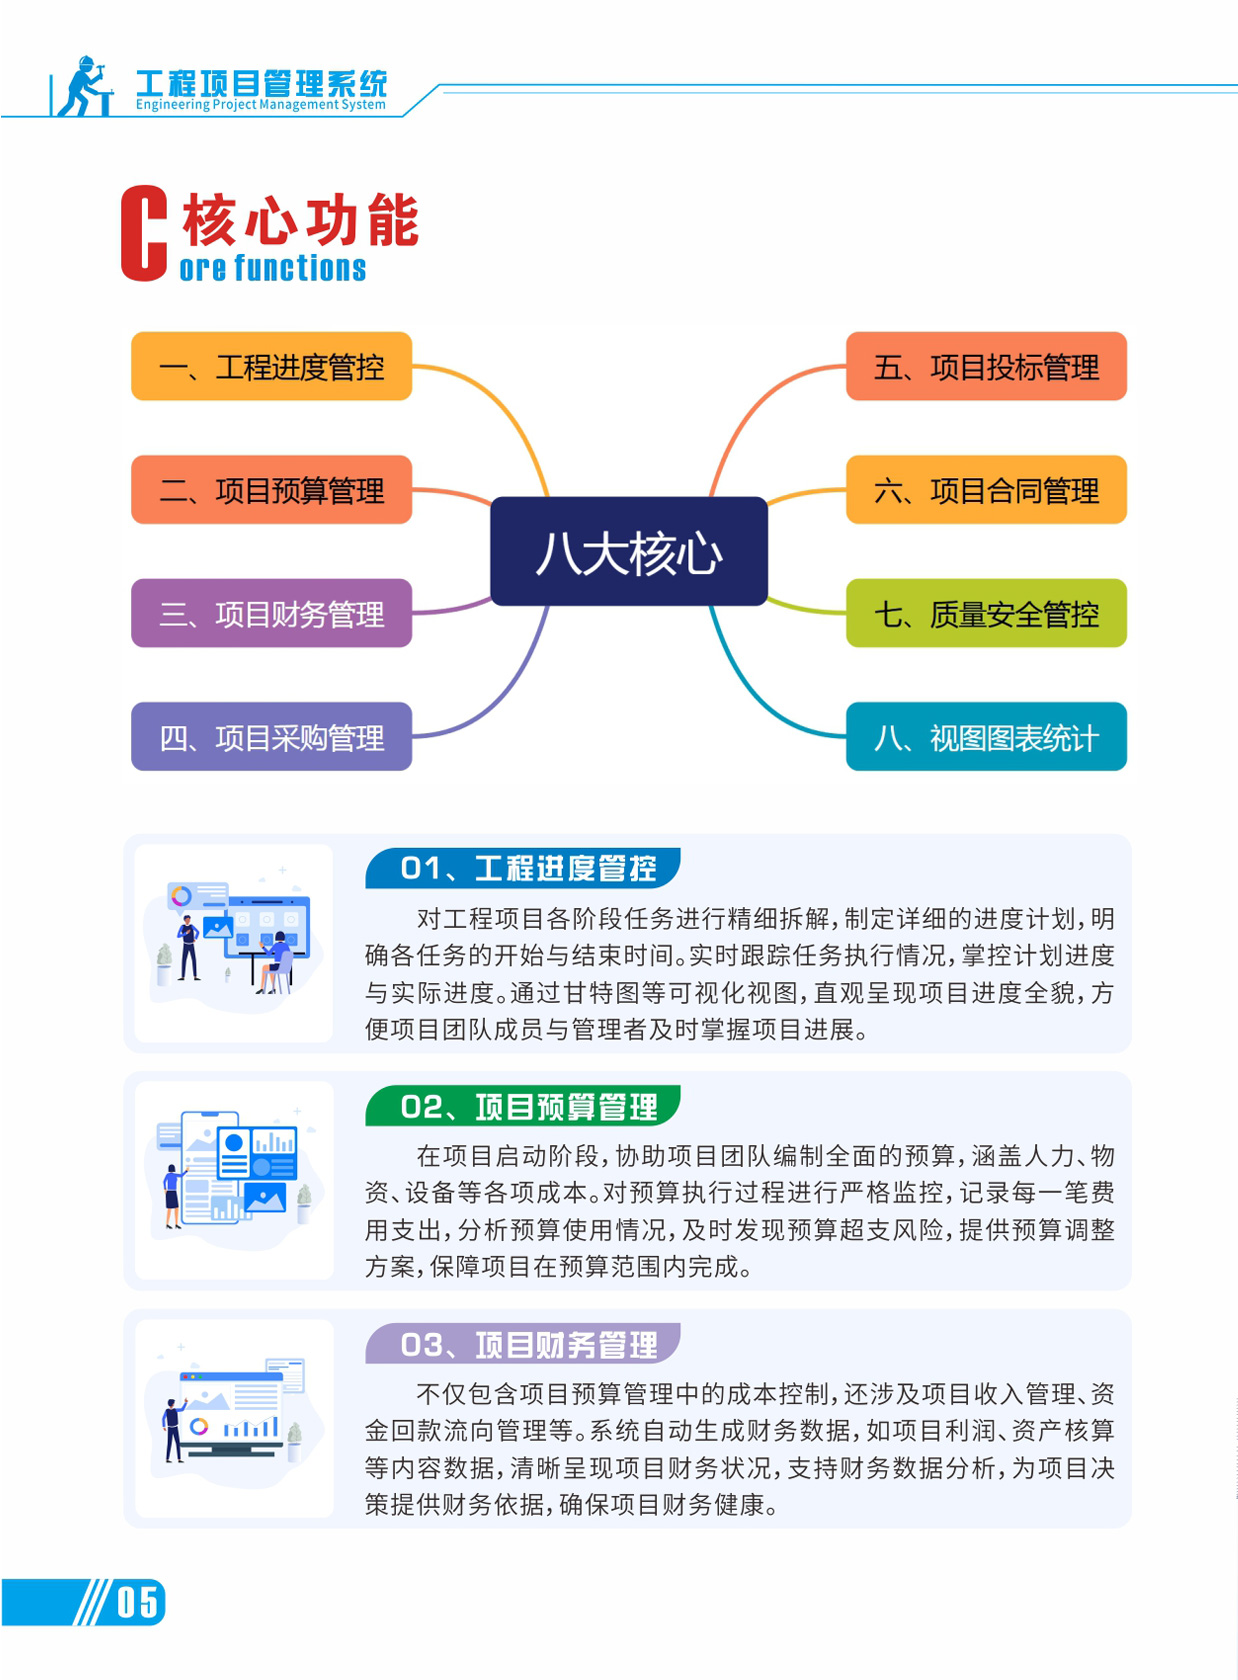 工程项目管理系统
Engineering Project Management System
核心功能
Core functions
一、工程进度管控
二、项目预算管理
三、项目财务管理
四、项目采购管理
八大核心
五、项目投标管理
六、项目合同管理
七、质量安全管控
八、视图图表统计
01、工程进度管控
对工程项目各阶段任务进行精细拆解，制定详细的进度计划，明
确各任务的开始与结束时间。实时跟踪任务执行情况，掌控计划进度
与实际进度。通过甘特图等可视化视图，直观呈现项目进度全貌，方
便项目团队成员与管理者及时掌握项目进展。
02、项目预算管理
在项目启动阶段，协助项目团队编制全面的预算，涵盖人力、物
资、设备等各项成本。对预算执行过程进行严格监控，记录每一笔费
用支出，分析预算使用情况，及时发现预算超支风险，提供预算调整
方案，保障项目在预算范围内完成。
03、项目财务管理
不仅包含项目预算管理中的成本控制，还涉及项目收入管理、资
金回款流向管理等。系统自动生成财务数据，如项目利润、资产核算
等内容数据，清晰呈现项目财务状况，支持财务数据分析，为项目决
策提供财务依据，确保项目财务健康。
05